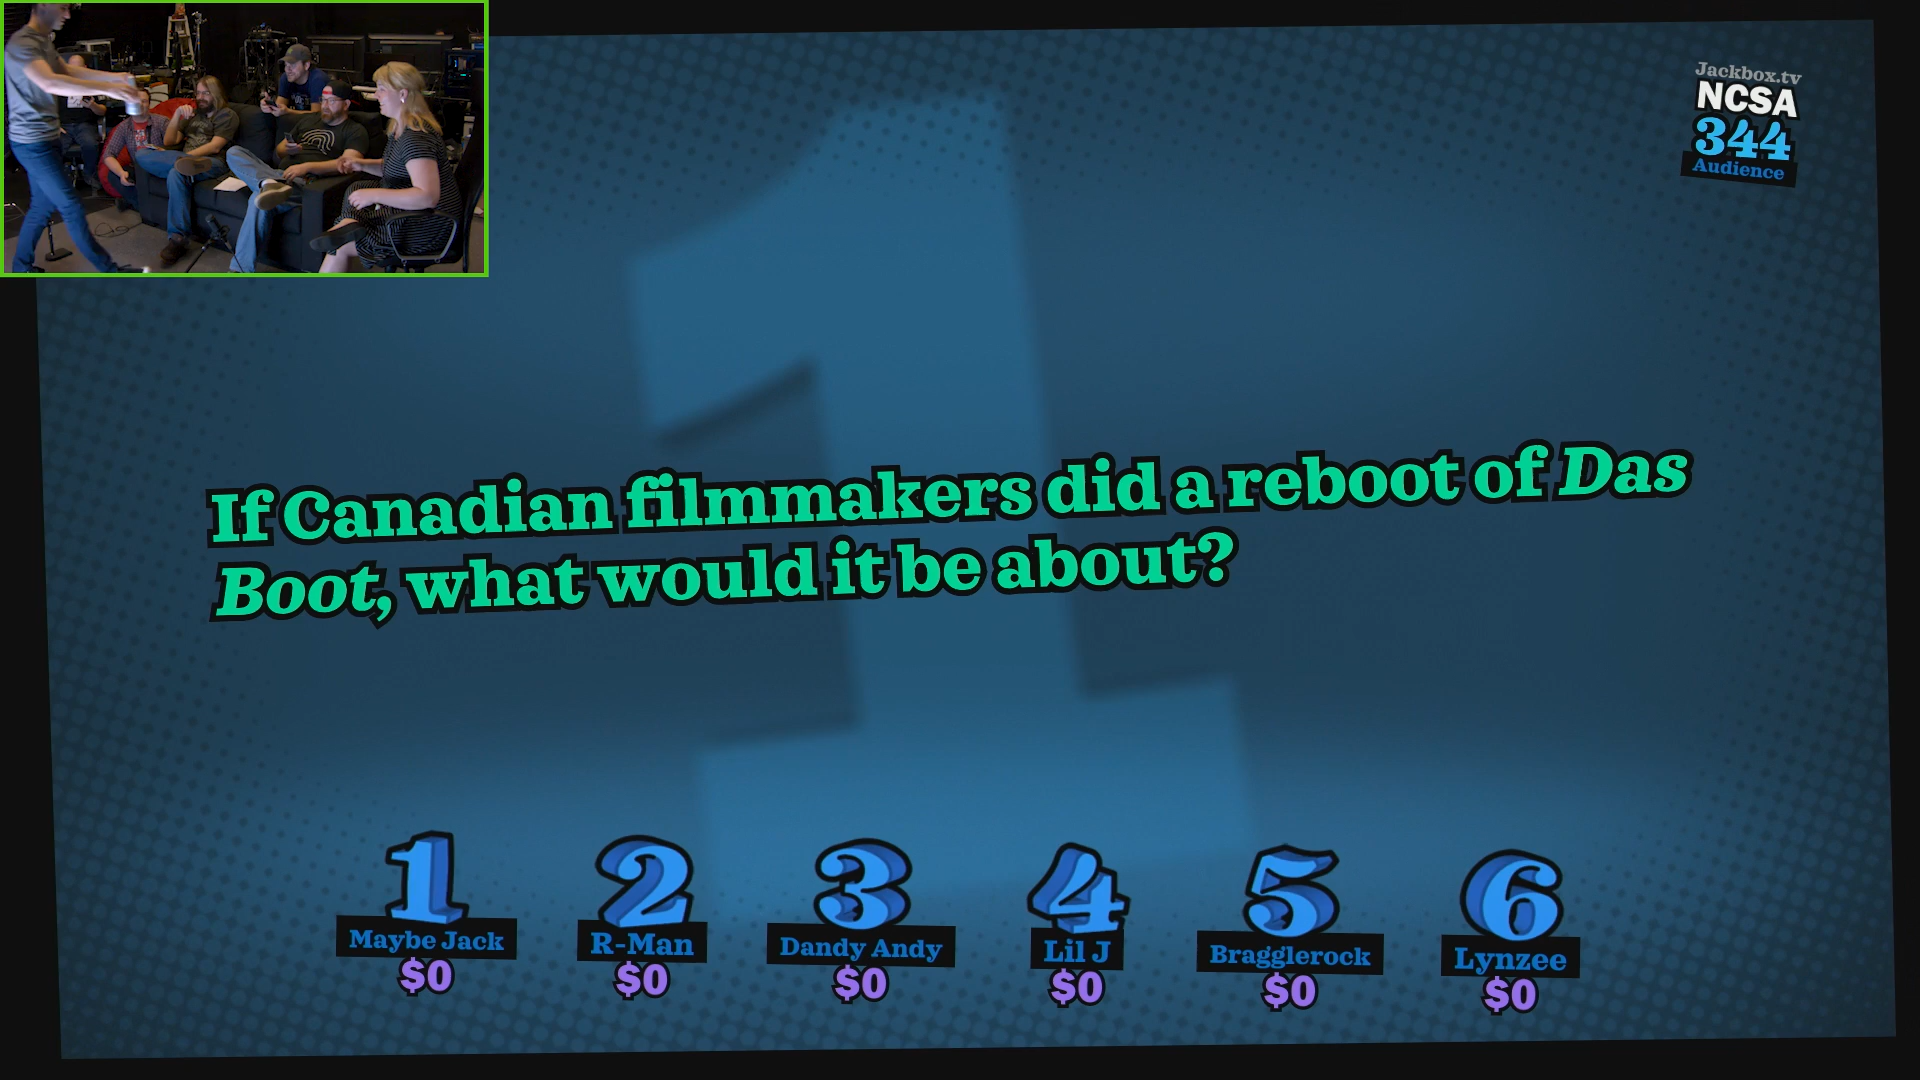 Jackbox.tv
NCSA
344
Audience
1
If Canadian filmmakers did a reboot of Das
Boot, what would it be about?
1 2 3 4 5 6
Maybe Jack R-Man Dandy Andy Lil J Bragglerock Lynzee
$0 $0 $0 $0 $0 $0